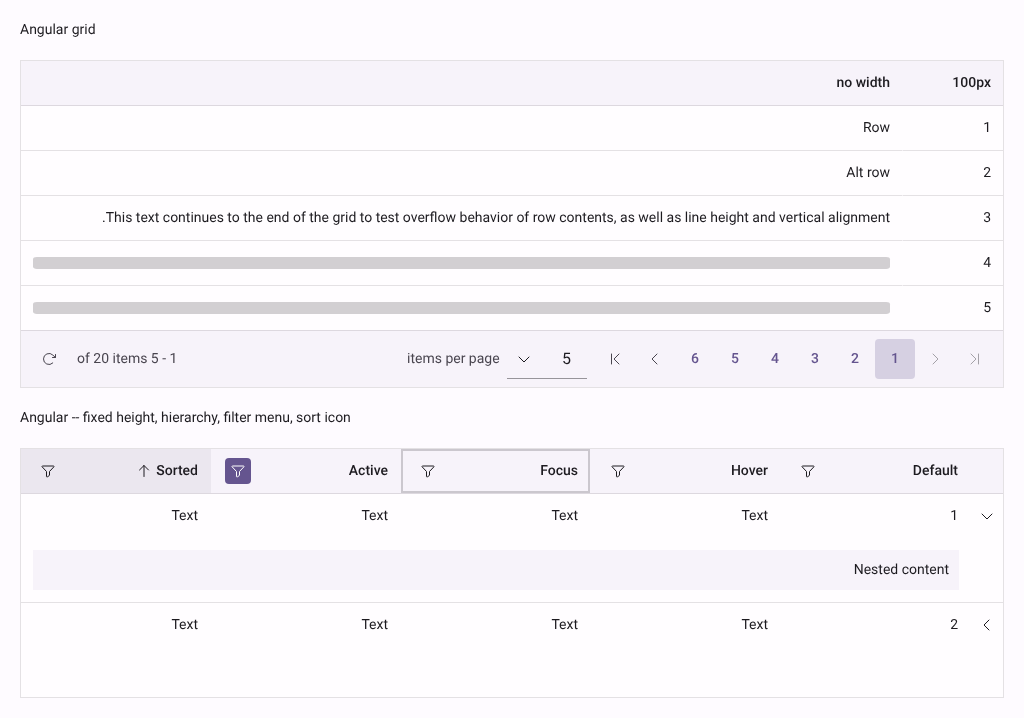 Angular grid
100px no width
1 Row
2 Alt row
3 This text continues to the end of the grid to test overflow behavior of row contents, as well as line height and vertical alignment.
4
5
1 2 3 4 5 6 5 items per page 1 - 5 of 20 items
Angular -- fixed height, hierarchy, filter menu, sort icon
Default Hover Focus Active Sorted
1 Text Text Text Text
Nested content
2 Text Text Text Text